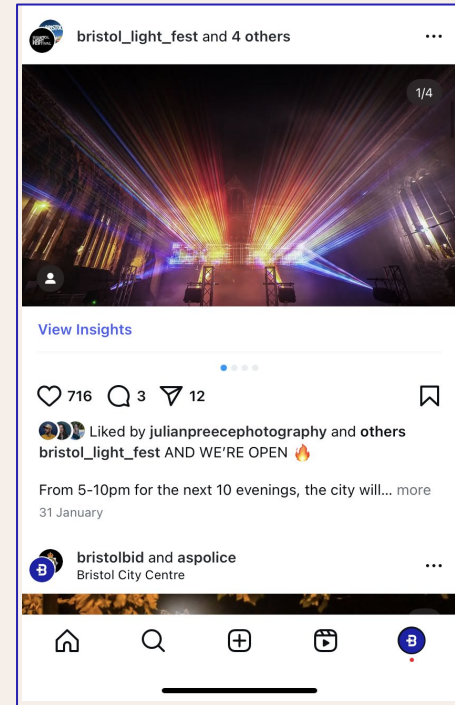 bristol_light_fest and 4 others
1/4
View Insights
716 3 12
Liked by julianpreecephotography and others
bristol_light_fest AND WE'RE OPEN 🔥
From 5-10pm for the next 10 evenings, the city will... more
31 January
bristolbid and aspolice
Bristol City Centre